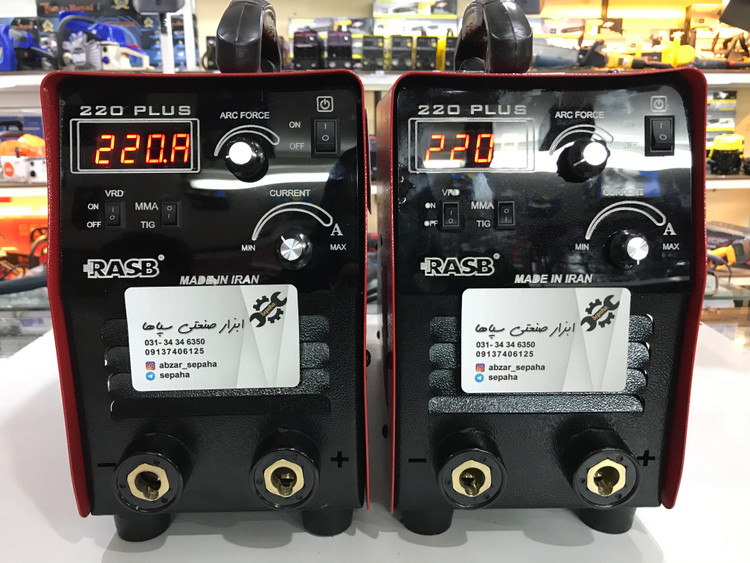 220 PLUS
220.A
ARC FORCE
ON
OFF
VRD
ON
OFF
MMA
TIG
CURRENT
A
MIN
MAX
RASB®
MADE IN IRAN
ابزار صنعتی سپاها
031- 34 34 6350
09137406125
abzar_sepaha
sepaha
- +
220 PLUS
220
ARC FORCE
VRD
ON
OFF
MMA
TIG
CURRENT
A
MIN
MAX
RASB®
MADE IN IRAN
ابزار صنعتی سپاها
031- 34 34 6350
09137406125
abzar_sepaha
sepaha
- +